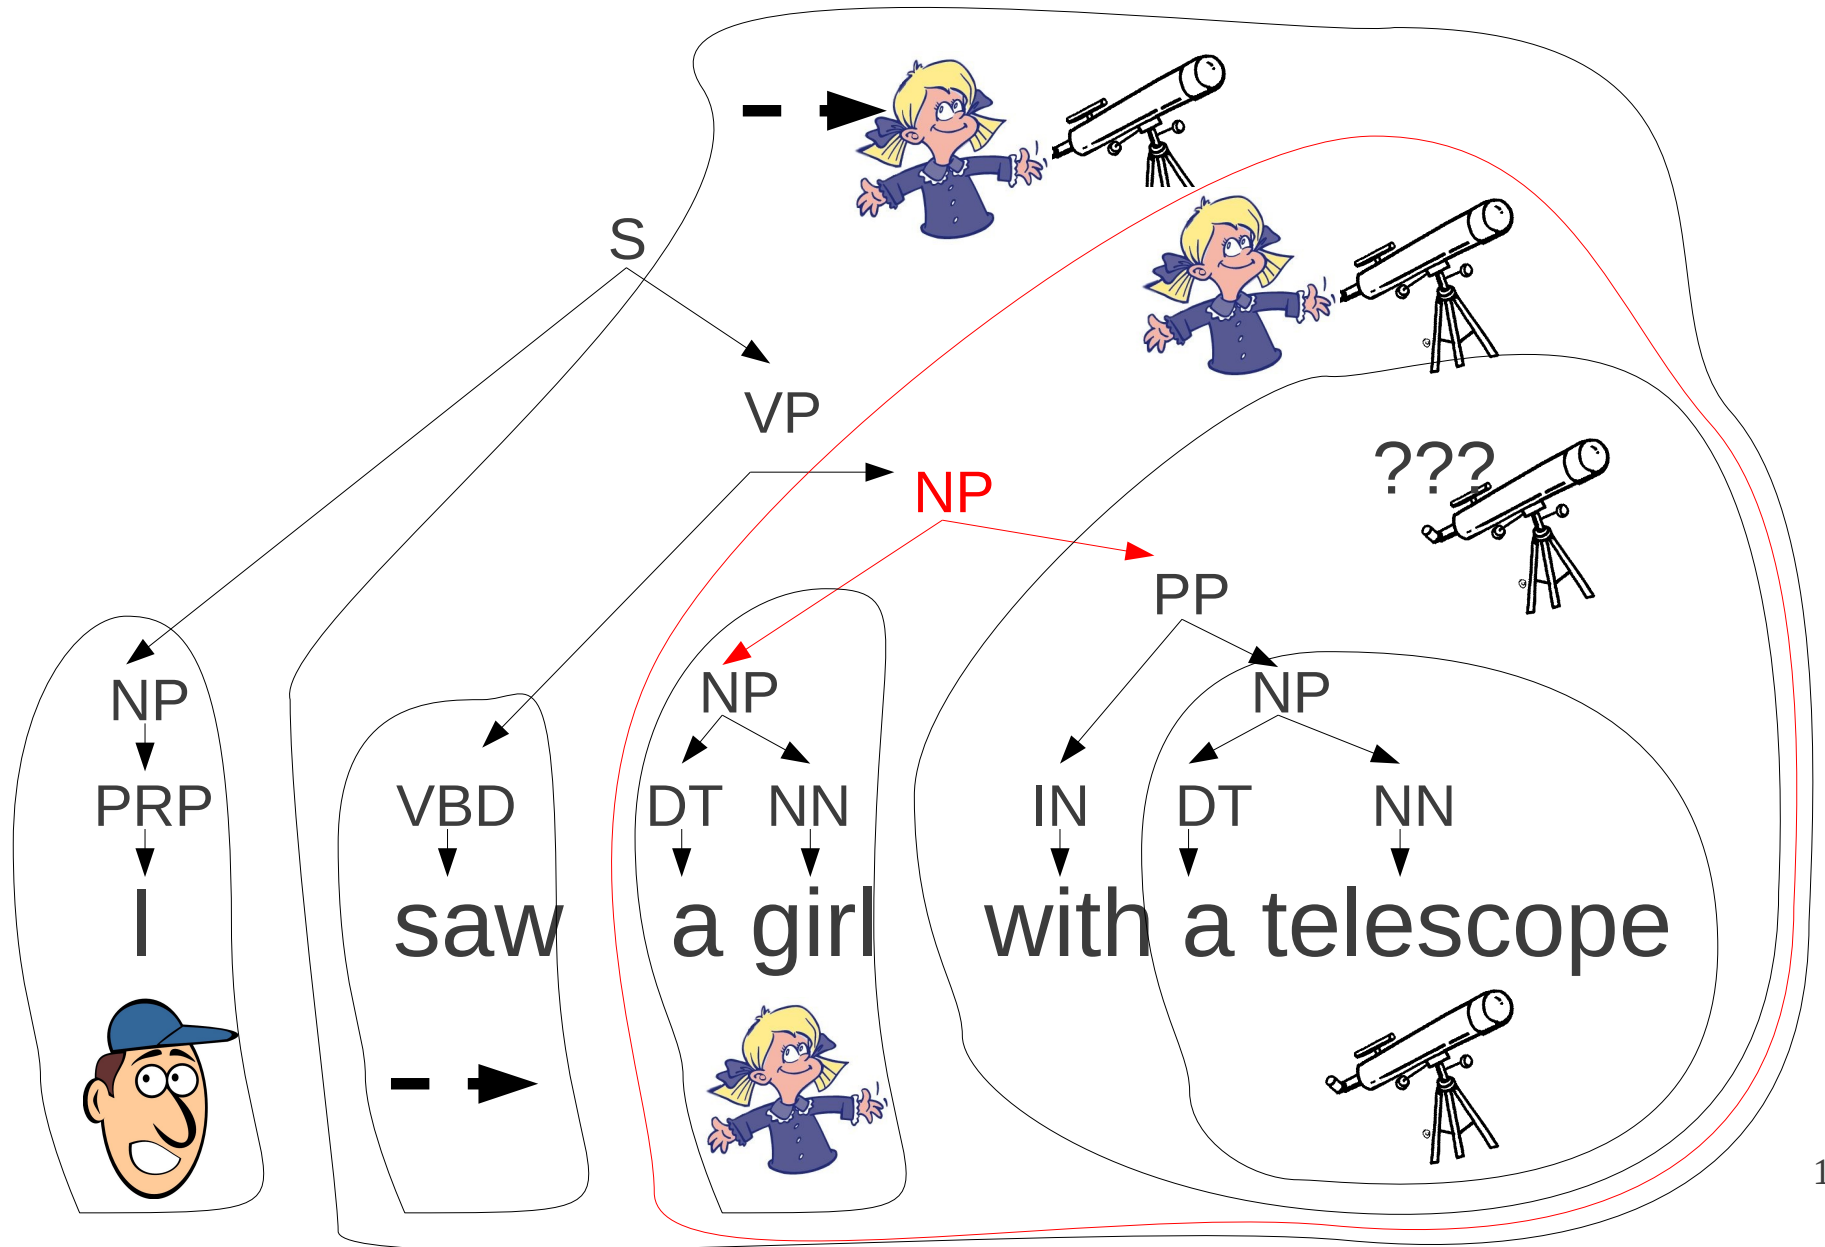 S
VP
???
NP
PP
NP NP NP
PRP VBD DT NN IN DT NN
I saw a girl with a telescope
1